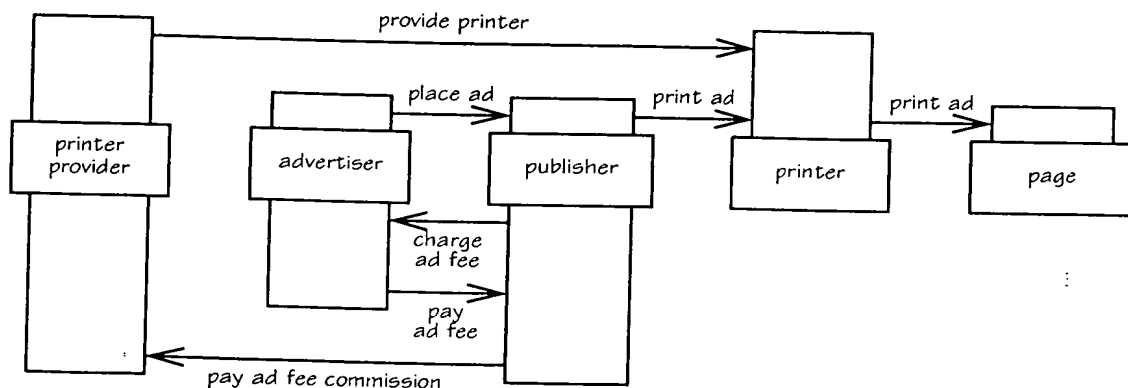 provide printer
place ad
print ad
print ad
printer
provider
advertiser
publisher
printer
page
charge
ad fee
pay
ad fee
pay ad fee commission